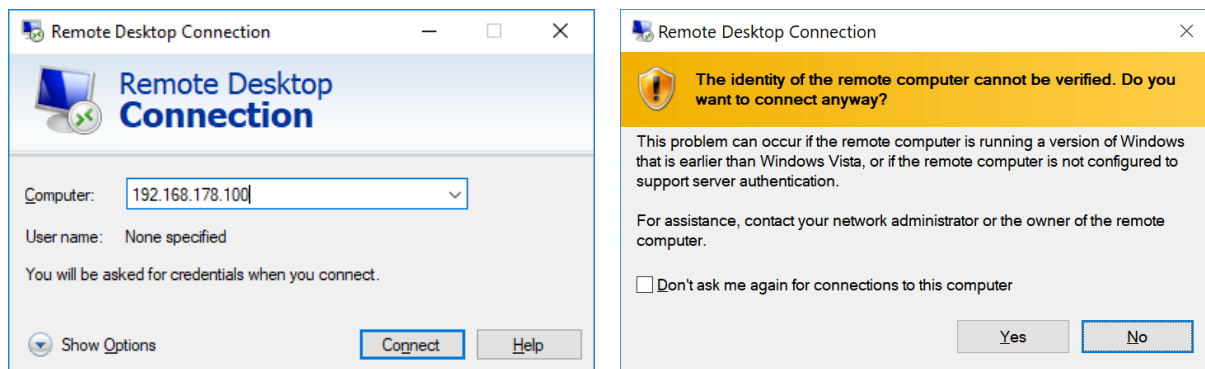 Remote Desktop Connection
Remote Desktop
Connection
Computer: 192.168.178.100
User name: None specified
You will be asked for credentials when you connect.
Show Options
Connect
Help
Remote Desktop Connection
The identity of the remote computer cannot be verified. Do you
want to connect anyway?
This problem can occur if the remote computer is running a version of Windows
that is earlier than Windows Vista, or if the remote computer is not configured to
support server authentication.
For assistance, contact your network administrator or the owner of the remote
computer.
Don't ask me again for connections to this computer
Yes
No